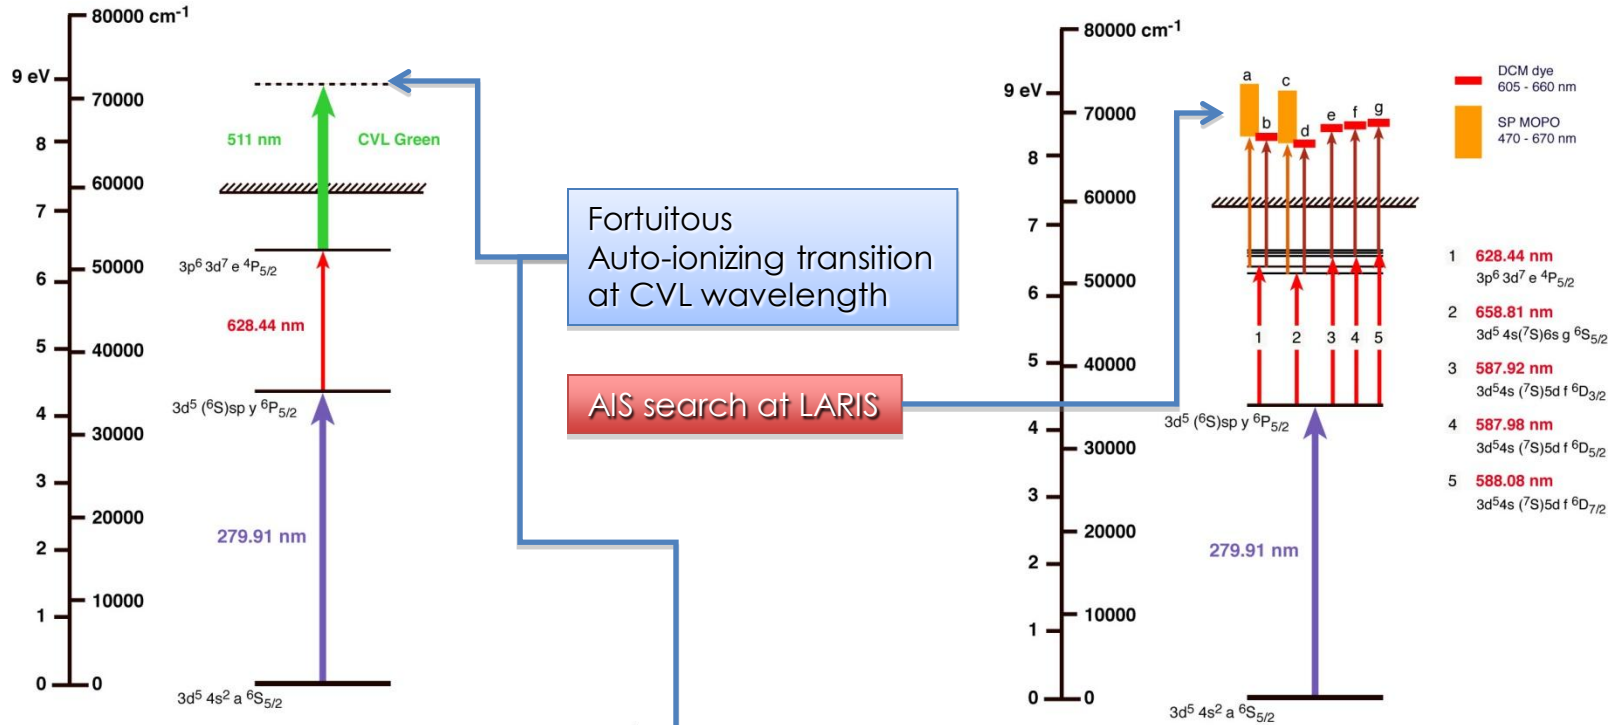 80000 cm-1
9 eV
70000
8
60000
7
6
50000
5
40000
4
30000
3
20000
2
10000
1
0
0
511 nm
CVL Green
3p6 3d7 e 4P5/2
628.44 nm
3d5 (6S)sp y 6P5/2
279.91 nm
3d5 4s2 a 6S5/2
Fortuitous
Auto-ionizing transition
at CVL wavelength
AIS search at LARIS
80000 cm-1
9 eV
70000
8
60000
7
6
50000
5
40000
4
30000
3
20000
2
10000
1
0
0
a
b
c
d
e
f
g
1
2
3
4
5
3d5 (6S)sp y 6P5/2
279.91 nm
3d5 4s2 a 6S5/2
DCM dye
605 - 660 nm
SP MOPO
470 - 670 nm
1 628.44 nm
3p6 3d7 e 4P5/2
2 658.81 nm
3d5 4s(7S)6s g 6S5/2
3 587.92 nm
3d54s (7S)5d f 6D3/2
4 587.98 nm
3d54s (7S)5d f 6D5/2
5 588.08 nm
3d54s (7S)5d f 6D7/2